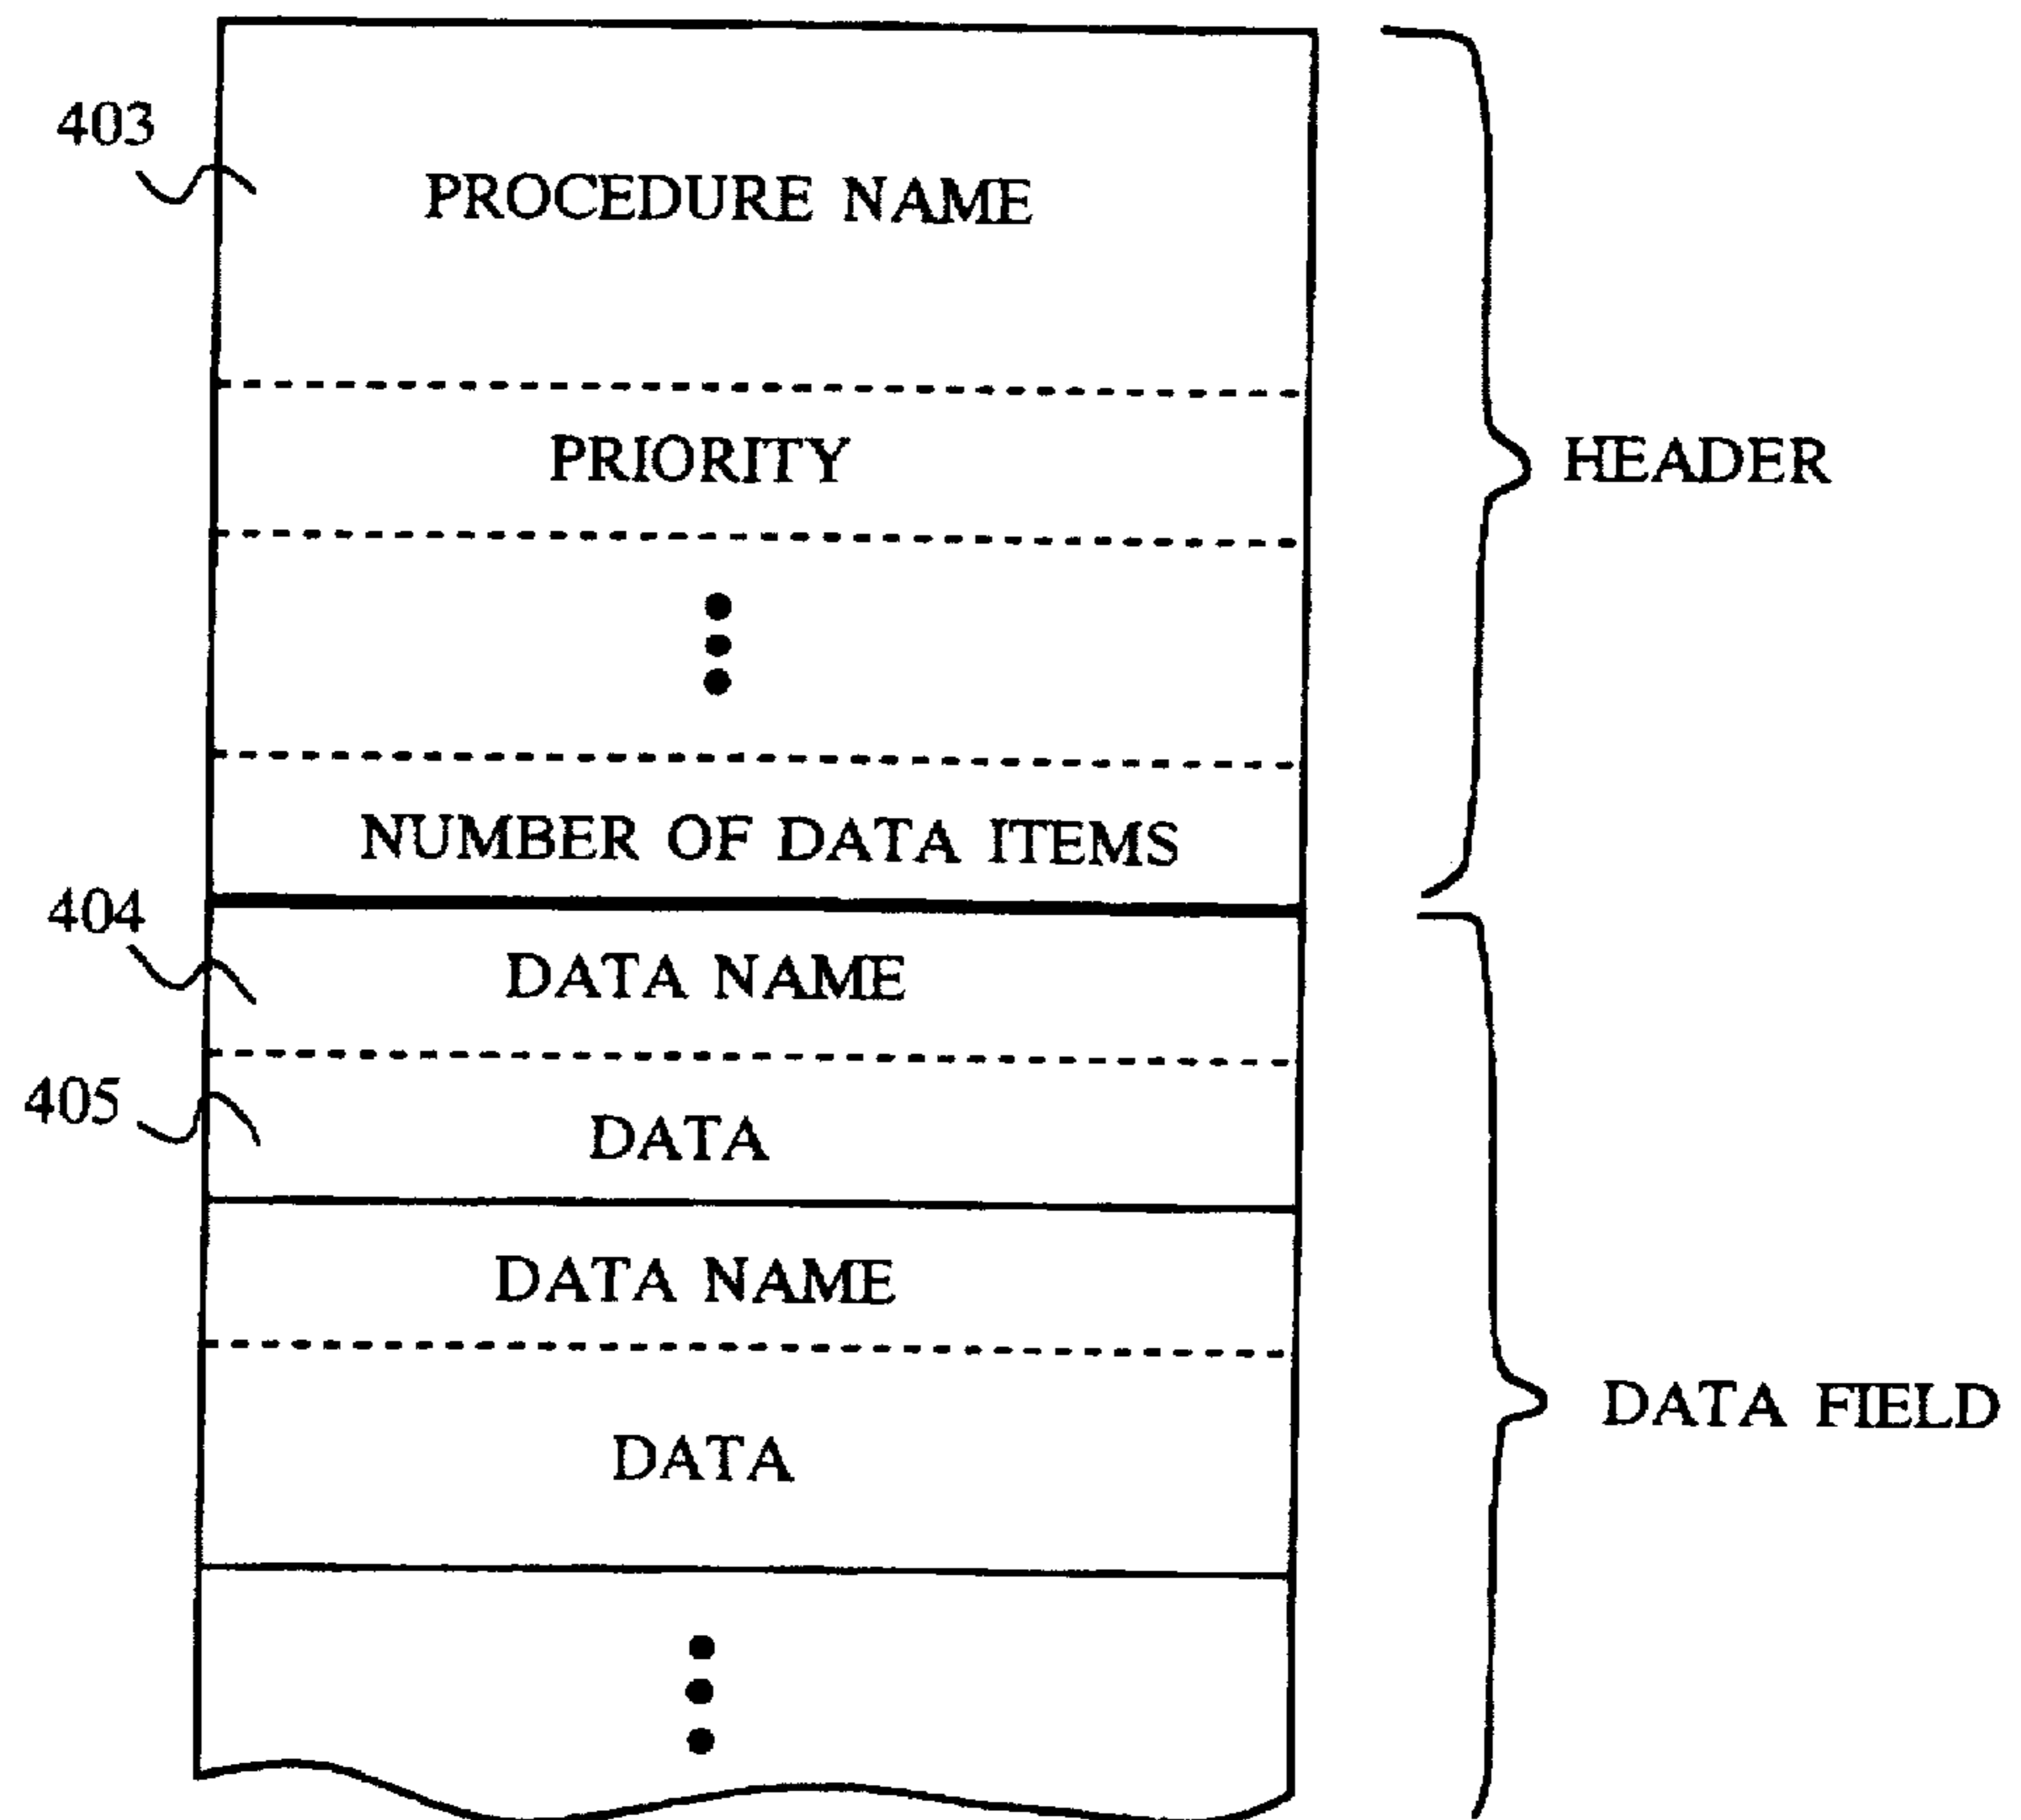 403
PROCEDURE NAME
PRIORITY
HEADER
NUMBER OF DATA ITEMS
404
DATA NAME
405
DATA
DATA NAME
DATA FIELD
DATA